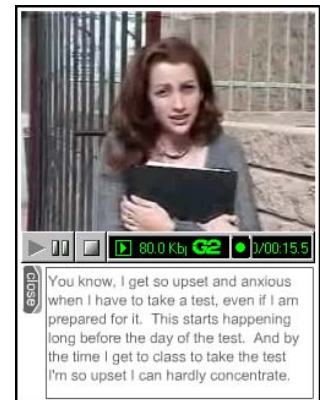 80.0 Kbp G2 0/00:15.5
close
You know, I get so upset and anxious
when I have to take a test, even if I am
prepared for it.  This starts happening
long before the day of the test.  And by
the time I get to class to take the test
I'm so upset I can hardly concentrate.